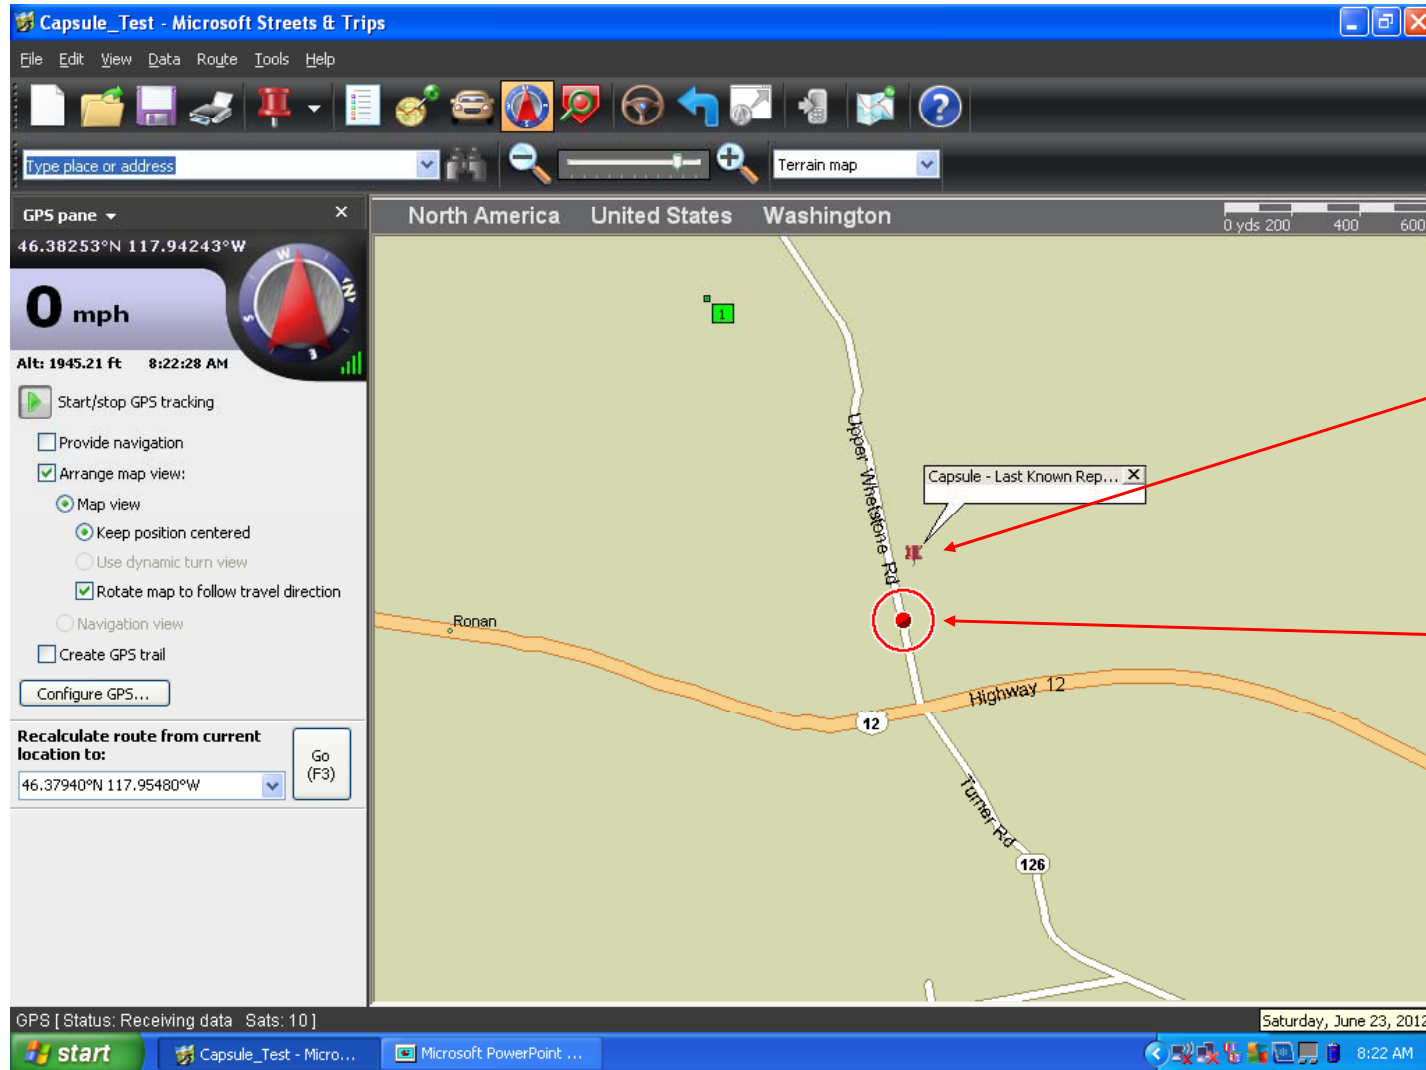 Capsule_Test - Microsoft Streets & Trips
File Edit View Data Route Tools Help
Type place or address
Terrain map
GPS pane
North America United States Washington
0 yds 200 400 600
46.38253°N 117.94243°W
W
N
S
E
0 mph
Alt: 1945.21 ft 8:22:28 AM
Start/stop GPS tracking
Provide navigation
Arrange map view:
Map view
Keep position centered
Use dynamic turn view
Rotate map to follow travel direction
Navigation view
Create GPS trail
Configure GPS...
Recalculate route from current
location to:
46.37940°N 117.95480°W
Go
(F3)
1
Upper Whetstone Rd
Capsule - Last Known Rep...
Ronan
Highway 12
12
Turner Rd
126
GPS [ Status: Receiving data Sats: 10 ]
Saturday, June 23, 2012
start
Capsule_Test - Micro...
Microsoft PowerPoint ...
8:22 AM